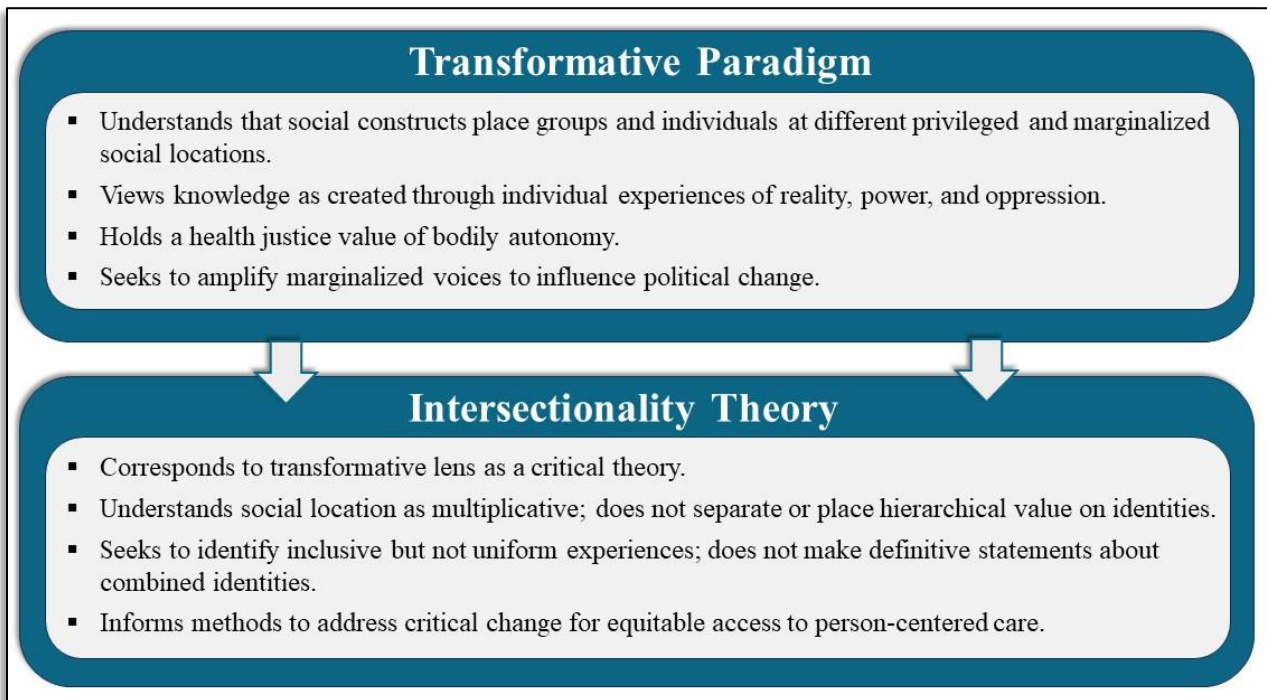 Transformative Paradigm
▪ Understands that social constructs place groups and individuals at different privileged and marginalized
social locations.
▪ Views knowledge as created through individual experiences of reality, power, and oppression.
▪ Holds a health justice value of bodily autonomy.
▪ Seeks to amplify marginalized voices to influence political change.
Intersectionality Theory
▪ Corresponds to transformative lens as a critical theory.
▪ Understands social location as multiplicative; does not separate or place hierarchical value on identities.
▪ Seeks to identify inclusive but not uniform experiences; does not make definitive statements about
combined identities.
▪ Informs methods to address critical change for equitable access to person-centered care.